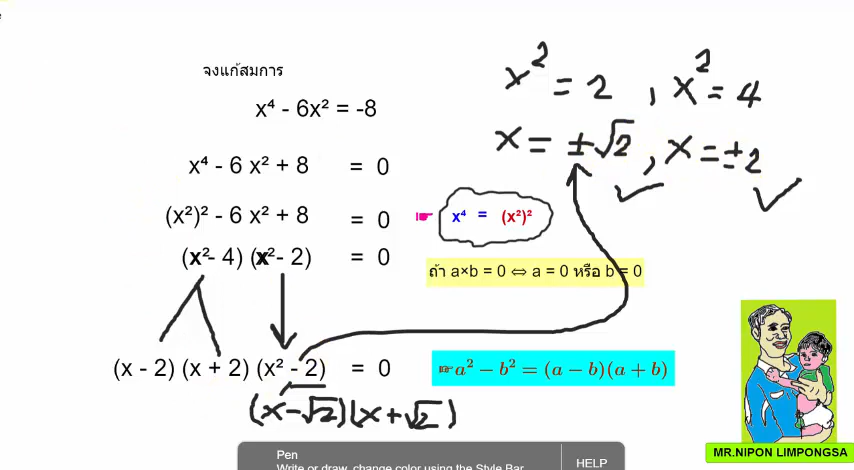 จงแก้สมการ
x⁴ - 6x² = -8
x⁴ - 6 x² + 8 = 0
(x²)² - 6 x² + 8 = 0
☛ x⁴ = (x²)²
(x²- 4) (x²- 2) = 0
ถ้า a×b = 0 ⇔ a = 0 หรือ b = 0
(x - 2) (x + 2) (x² - 2) = 0
☛a² − b² = (a − b)(a + b)
(x-√2)(x+√2)
x² = 2 , x² = 4
x = ±√2 , x = ±2
MR.NIPON LIMPONGSA
Pen
Write or draw, change color using the Style Bar
HELP